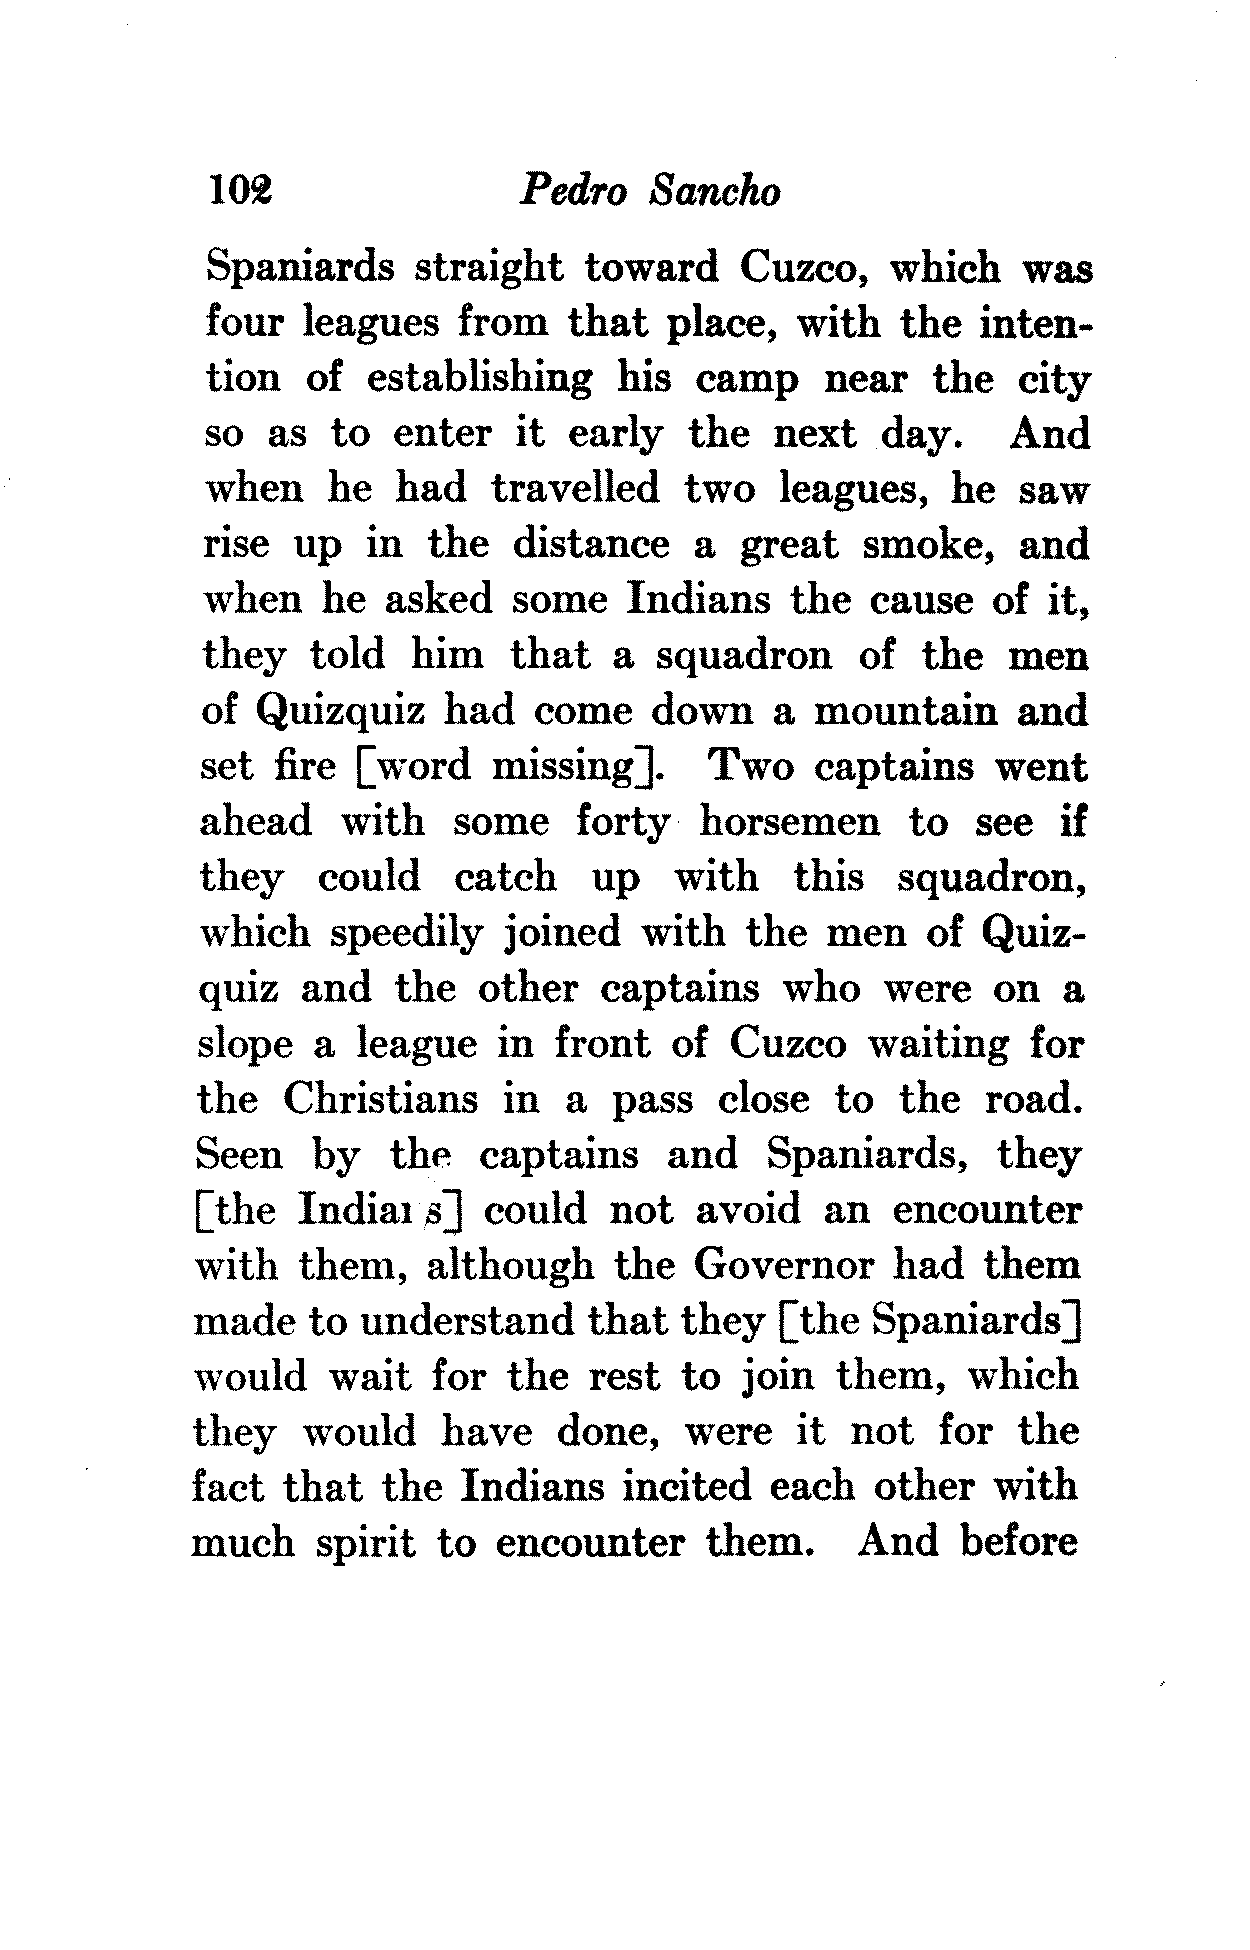 102 Pedro Sancho
Spaniards straight toward Cuzco, which was
four leagues from that place, with the inten-
tion of establishing his camp near the city
so as to enter it early the next day. And
when he had travelled two leagues, he saw
rise up in the distance a great smoke, and
when he asked some Indians the cause of it,
they told him that a squadron of the men
of Quizquiz had come down a mountain and
set fire [word missing]. Two captains went
ahead with some forty horsemen to see if
they could catch up with this squadron,
which speedily joined with the men of Quiz-
quiz and the other captains who were on a
slope a league in front of Cuzco waiting for
the Christians in a pass close to the road.
Seen by the captains and Spaniards, they
[the Indians] could not avoid an encounter
with them, although the Governor had them
made to understand that they [the Spaniards]
would wait for the rest to join them, which
they would have done, were it not for the
fact that the Indians incited each other with
much spirit to encounter them. And before